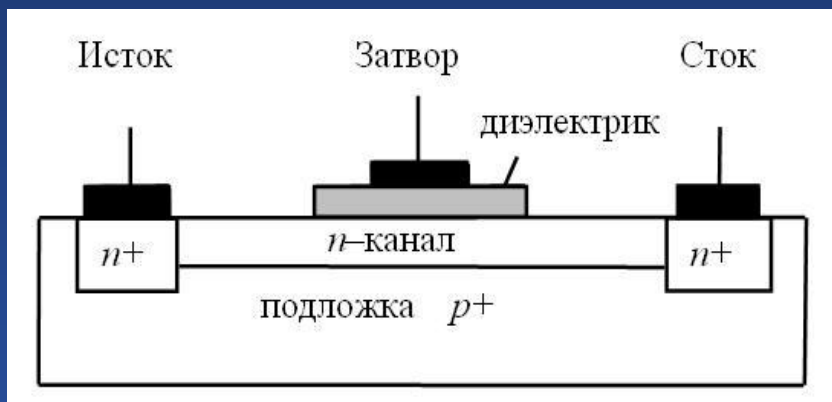 Исток Затвор Сток
диэлектрик
n+ n–канал n+
подложка p+